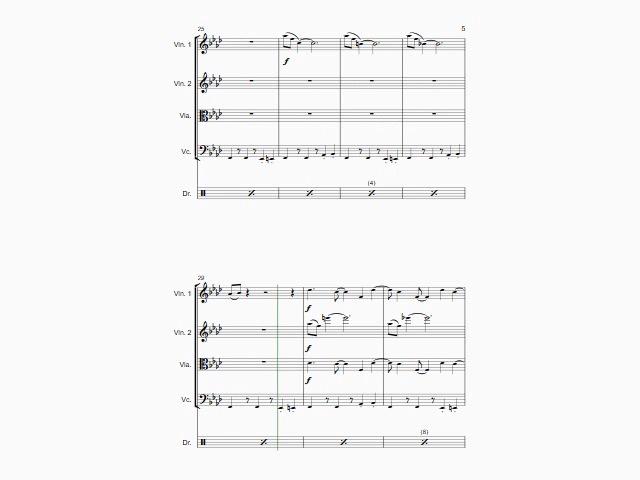 25
5
Vln. 1
f
Vln. 2
Vla.
Vc.
(4)
Dr.
29
Vln. 1
f
Vln. 2
f
Vla.
f
Vc.
(8)
Dr.